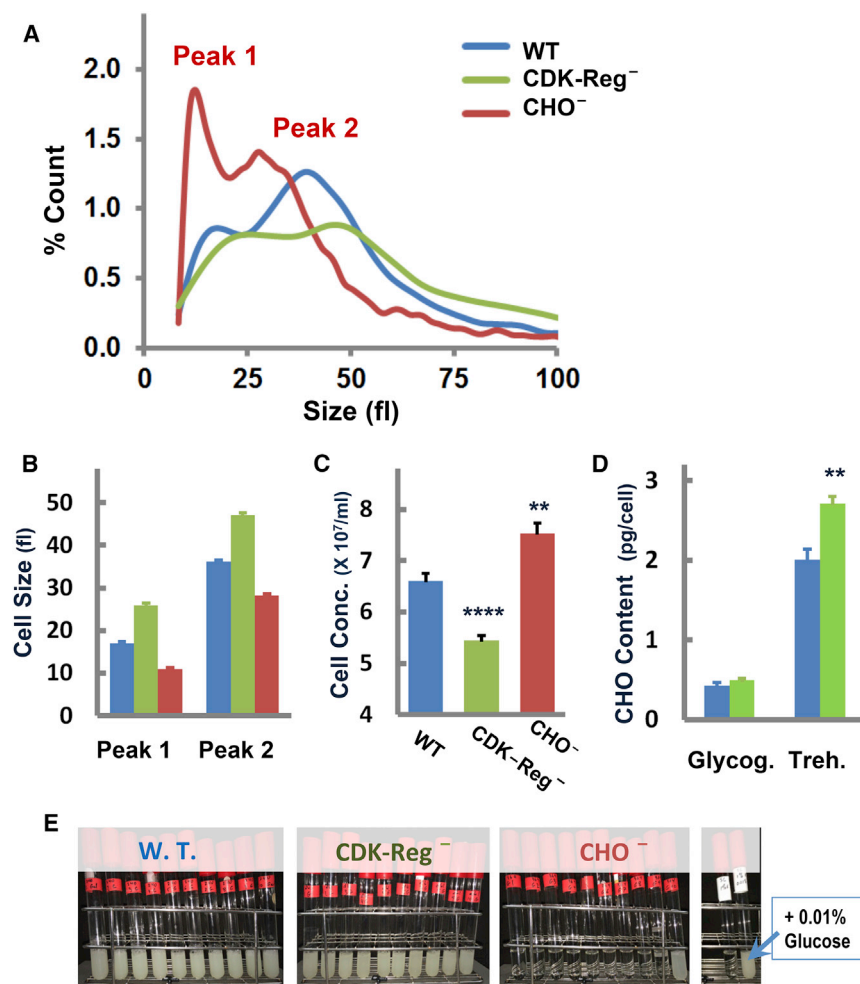 A
Peak 1
Peak 2
WT
CDK-Reg⁻
CHO⁻
% Count
2.0
1.5
1.0
0.5
0.0
0
25
50
75
100
Size (fl)
B
Cell Size (fl)
50
40
30
20
10
0
Peak 1
Peak 2
C
Cell Conc. (X 10⁷/ml)
8
7
6
5
4
**
****
WT
CDK-Reg⁻
CHO⁻
D
CHO Content (pg/cell)
3
2
1
0
**
Glycog.
Treh.
E
W. T.
CDK-Reg⁻
CHO⁻
+ 0.01%
Glucose